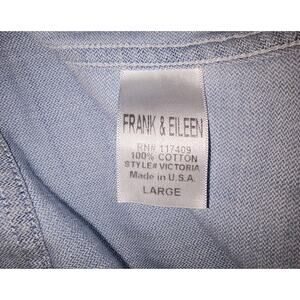 FRANK & EILEEN
RN# 117409
100% COTTON
STYLE# VICTORIA
Made in U.S.A.
LARGE